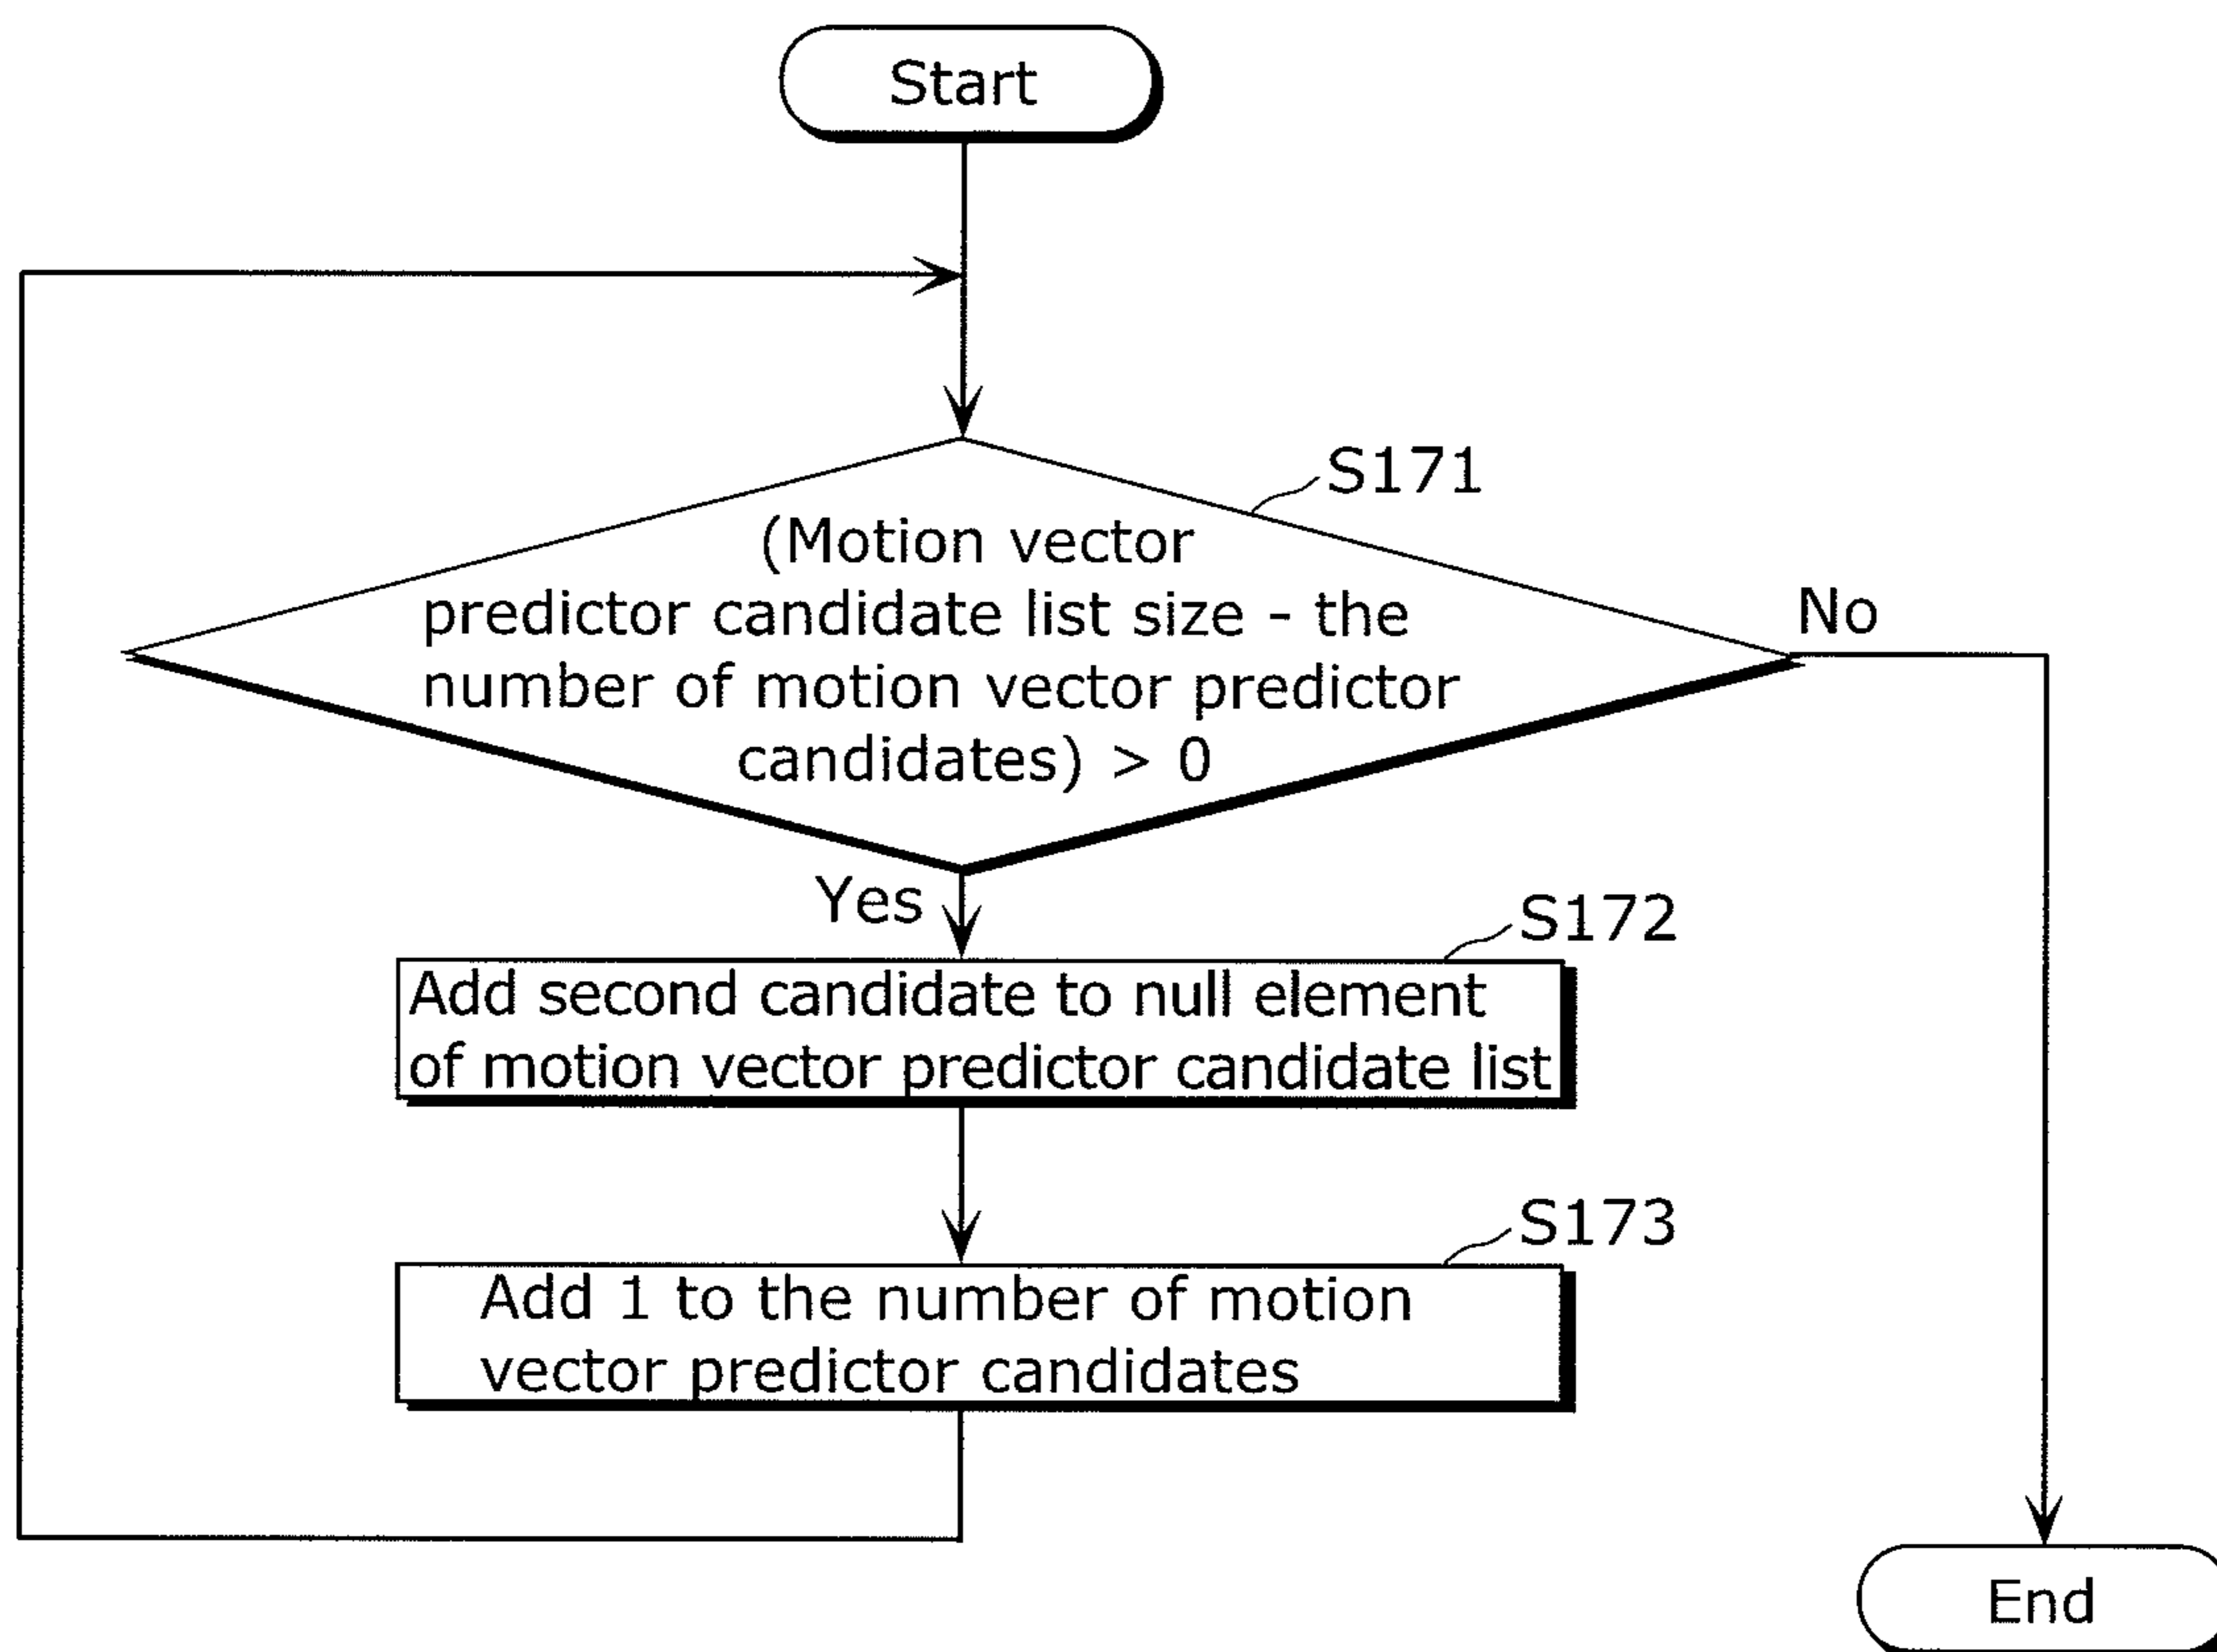 Start
S171
(Motion vector
predictor candidate list size - the
number of motion vector predictor
candidates) > 0
No
Yes
S172
Add second candidate to null element
of motion vector predictor candidate list
S173
Add 1 to the number of motion
vector predictor candidates
End